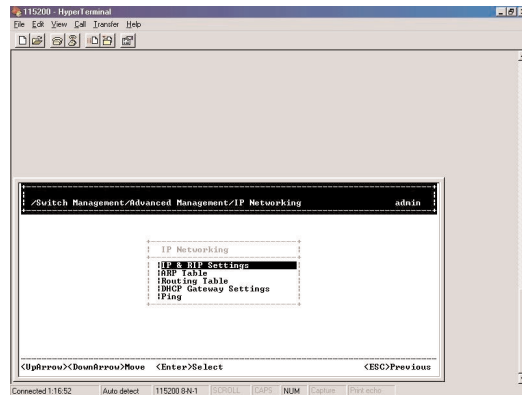 115200 - HyperTerminal
File Edit View Call Transfer Help
/Switch Management/Advanced Management/IP Networking admin
IP Networking
IP & RIP Settings
ARP Table
Routing Table
DHCP Gateway Settings
Ping
<UpArrow><DownArrow>Move <Enter>Select <ESC>Previous
Connected 1:16:52 Auto detect 115200 8-N-1 SCROLL CAPS NUM Capture Print echo